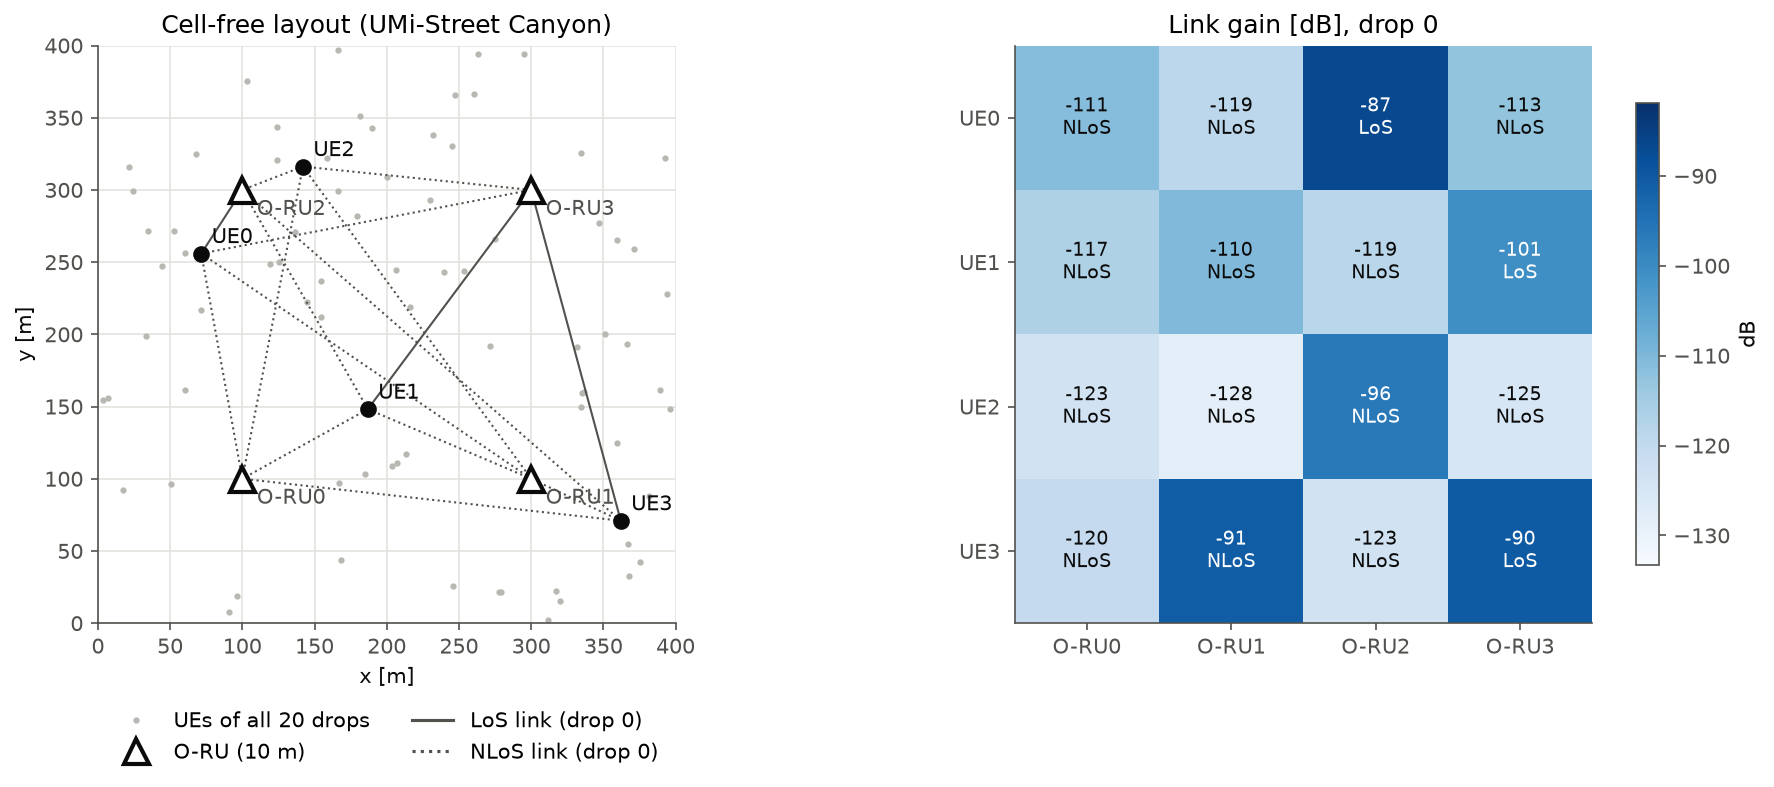 Cell-free layout (UMi-Street Canyon)
400
350
300
250
200
150
100
50
0
y [m]
UE2
O-RU2
O-RU3
UE0
UE1
O-RU0
O-RU1
UE3
0 50 100 150 200 250 300 350 400
x [m]
UEs of all 20 drops
O-RU (10 m)
LoS link (drop 0)
NLoS link (drop 0)
Link gain [dB], drop 0
UE0
-111 -119 -87 -113
NLoS NLoS LoS NLoS
UE1
-117 -110 -119 -101
NLoS NLoS NLoS LoS
UE2
-123 -128 -96 -125
NLoS NLoS NLoS NLoS
UE3
-120 -91 -123 -90
NLoS NLoS NLoS LoS
O-RU0 O-RU1 O-RU2 O-RU3
−90
−100
−110
−120
−130
dB